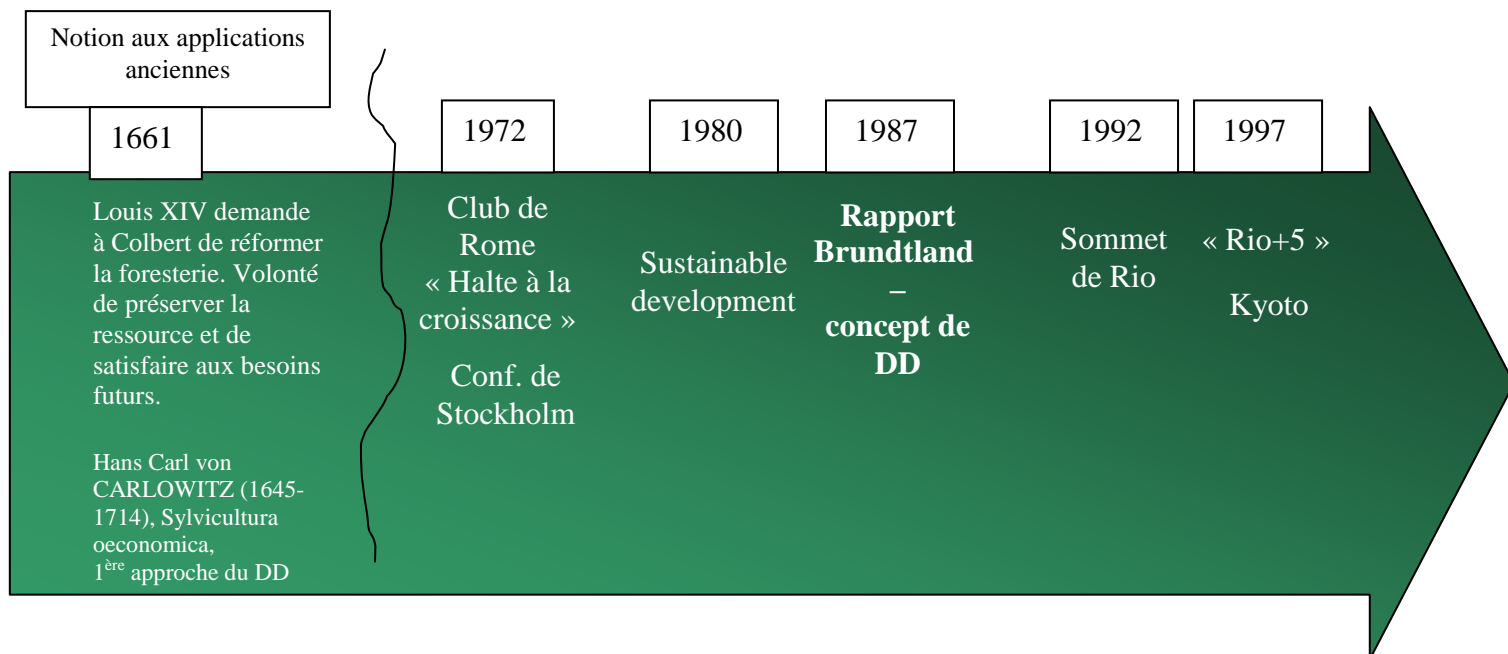 Notion aux applications
anciennes
1661
Louis XIV demande
à Colbert de réformer
la foresterie. Volonté
de préserver la
ressource et de
satisfaire aux besoins
futurs.
Hans Carl von
CARLOWITZ (1645-
1714), Sylvicultura
oeconomica,
1ère approche du DD
1972
Club de
Rome
« Halte à la
croissance »
Conf. de
Stockholm
1980
Sustainable
development
1987
Rapport
Brundtland
–
concept de
DD
1992
Sommet
de Rio
1997
« Rio+5 »
Kyoto